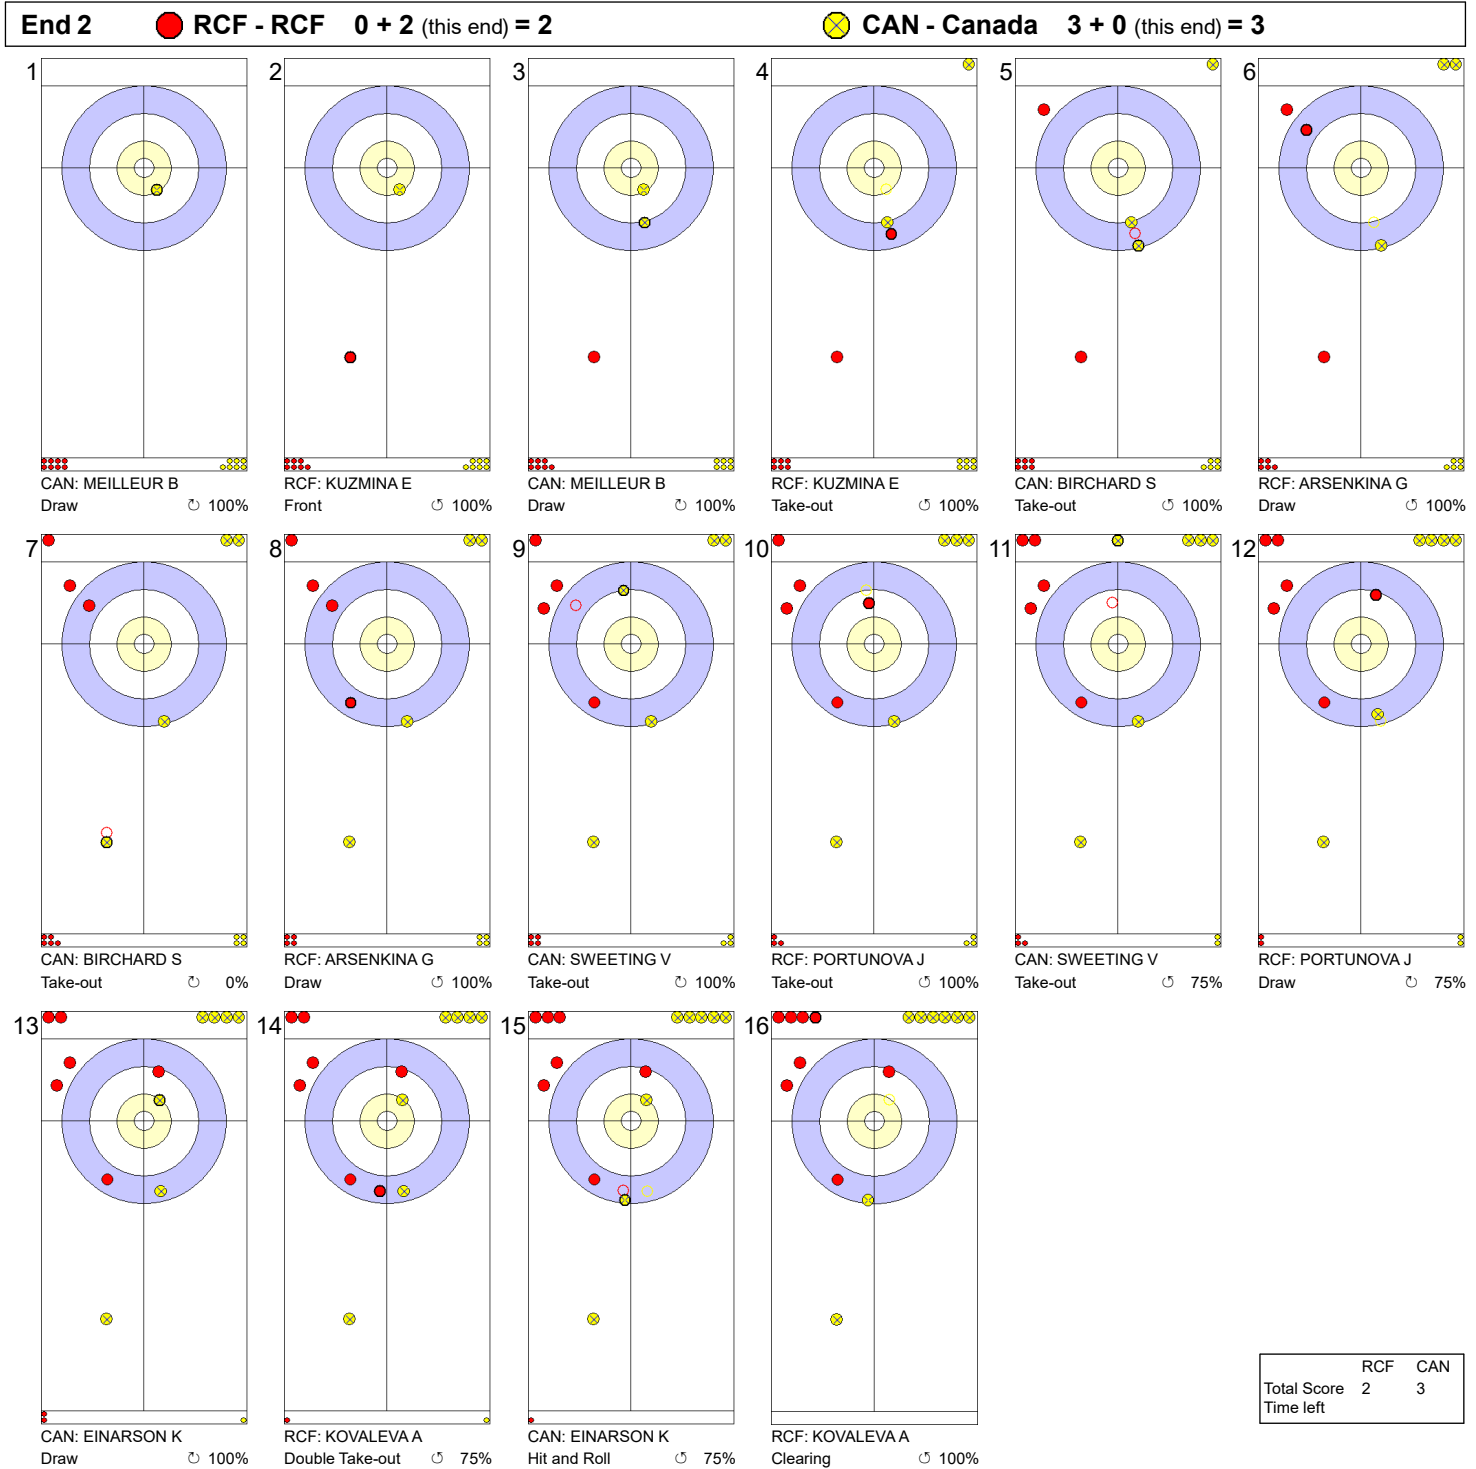 End 2 RCF - RCF 0 + 2 (this end) = 2 CAN - Canada 3 + 0 (this end) = 3
1 2 3 4 5 6
CAN: MEILLEUR B
Draw ↻ 100%
RCF: KUZMINA E
Front ↺ 100%
CAN: MEILLEUR B
Draw ↺ 100%
RCF: KUZMINA E
Take-out ↺ 100%
CAN: BIRCHARD S
Take-out ↺ 100%
RCF: ARSENKINA G
Draw ↻ 100%
7 8 9 10 11 12
CAN: BIRCHARD S
Take-out ↻ 0%
RCF: ARSENKINA G
Draw ↺ 100%
CAN: SWEETING V
Take-out ↺ 100%
RCF: PORTUNOVA J
Take-out ↺ 100%
CAN: SWEETING V
Take-out ↺ 75%
RCF: PORTUNOVA J
Draw ↻ 75%
13 14 15 16
CAN: EINARSON K
Draw ↻ 100%
RCF: KOVALEVA A
Double Take-out ↺ 75%
CAN: EINARSON K
Hit and Roll ↺ 75%
RCF: KOVALEVA A
Clearing ↺ 100%
RCF CAN
Total Score 2 3
Time left